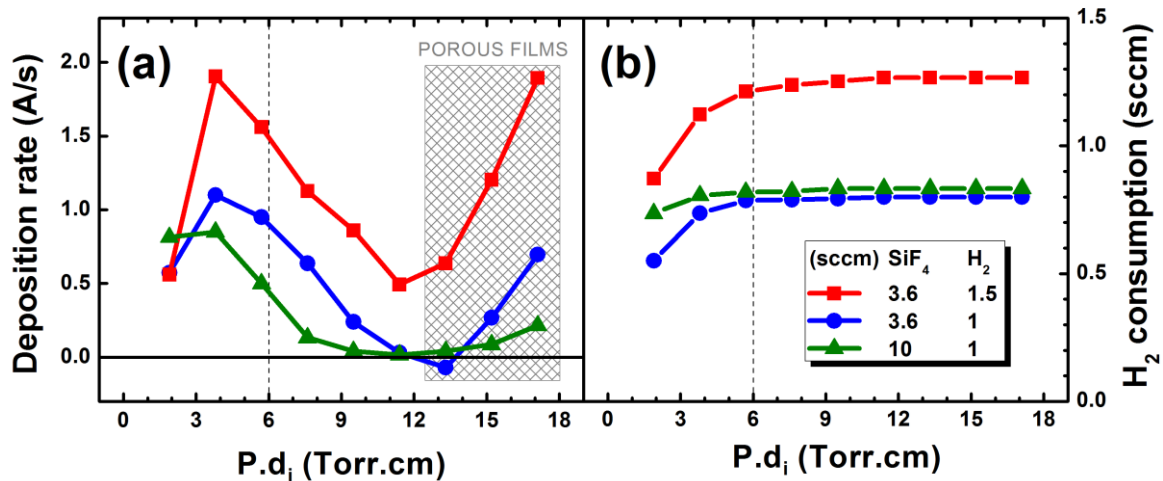 (a)
POROUS FILMS
Deposition rate (A/s)
2.0
1.5
1.0
0.5
0.0
0 3 6 9 12 15 18
P.dᵢ (Torr.cm)
(b)
1.5
1.0
0.5
0.0
H₂ consumption (sccm)
(sccm) SiF₄ H₂
3.6 1.5
3.6 1
10 1
0 3 6 9 12 15 18
P.dᵢ (Torr.cm)